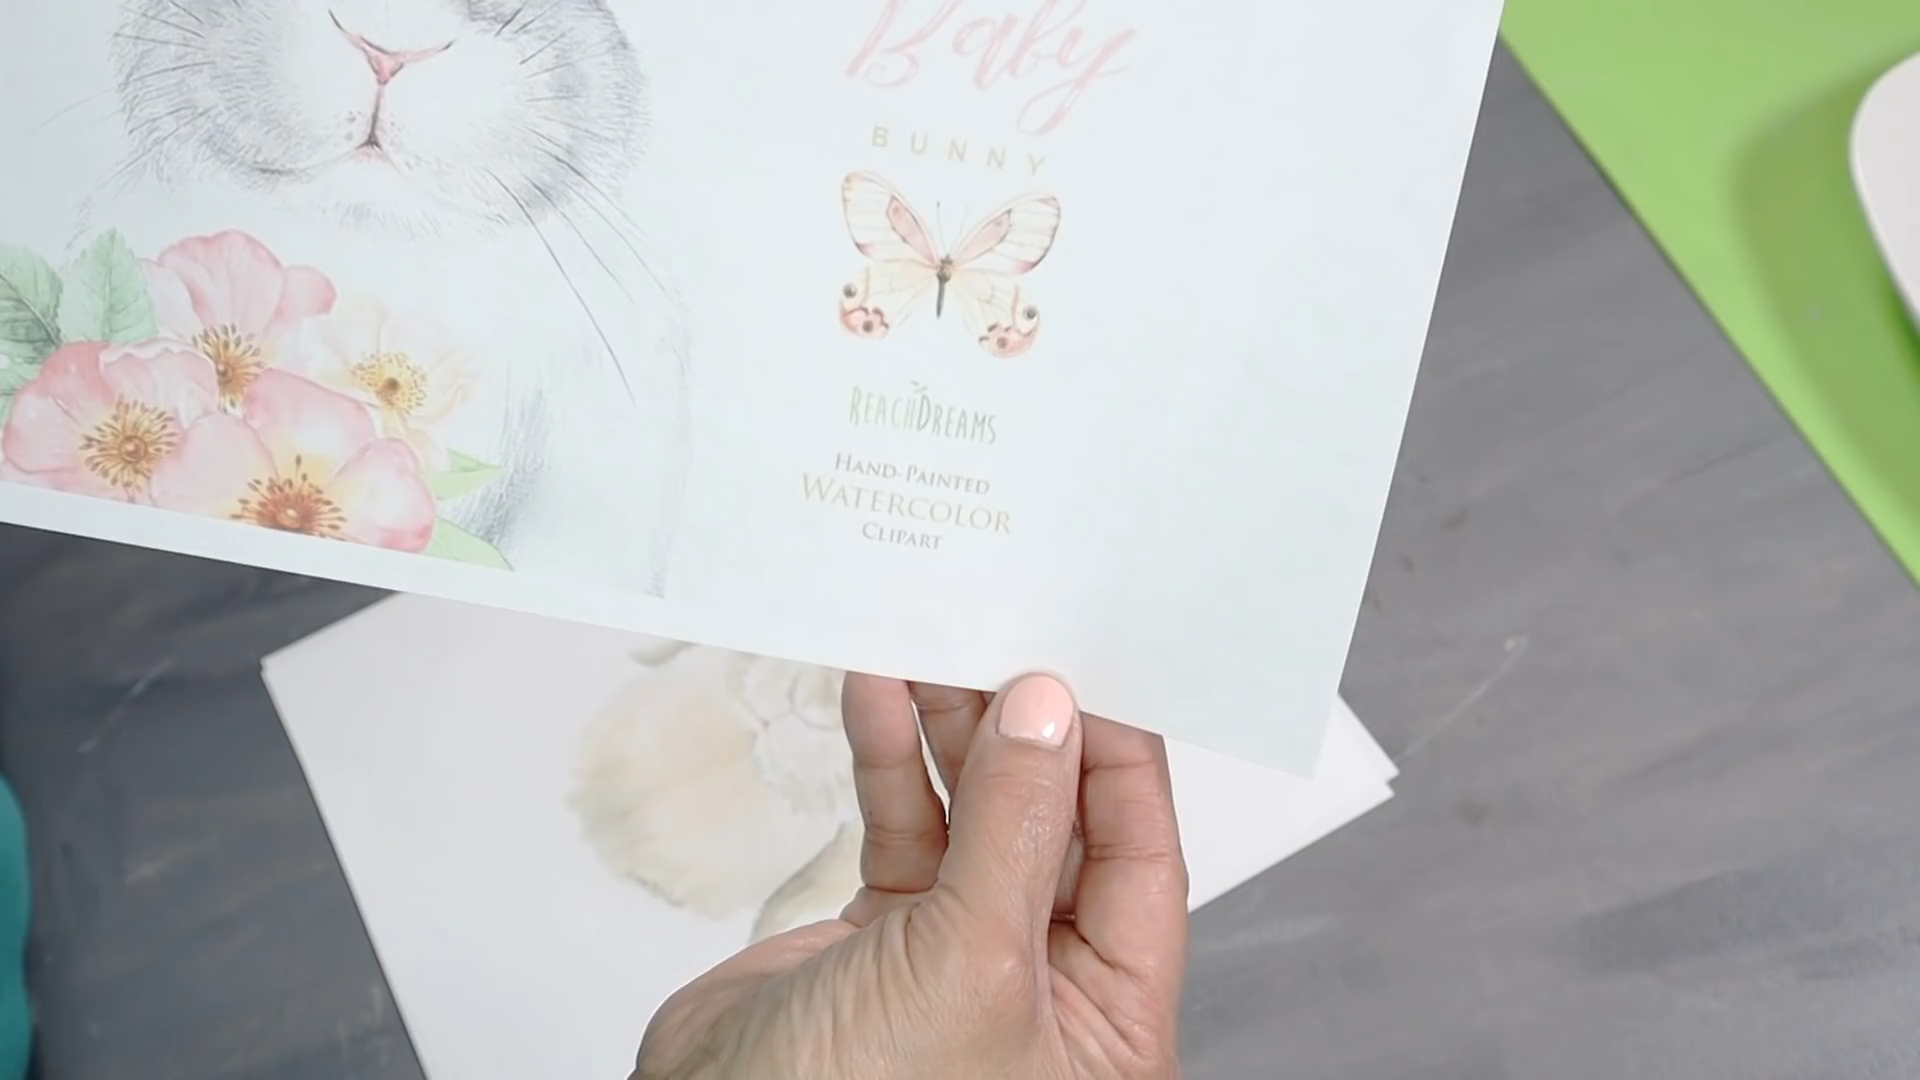 Baby
BUNNY
REACHDREAMS
HAND-PAINTED
WATERCOLOR
CLIPART